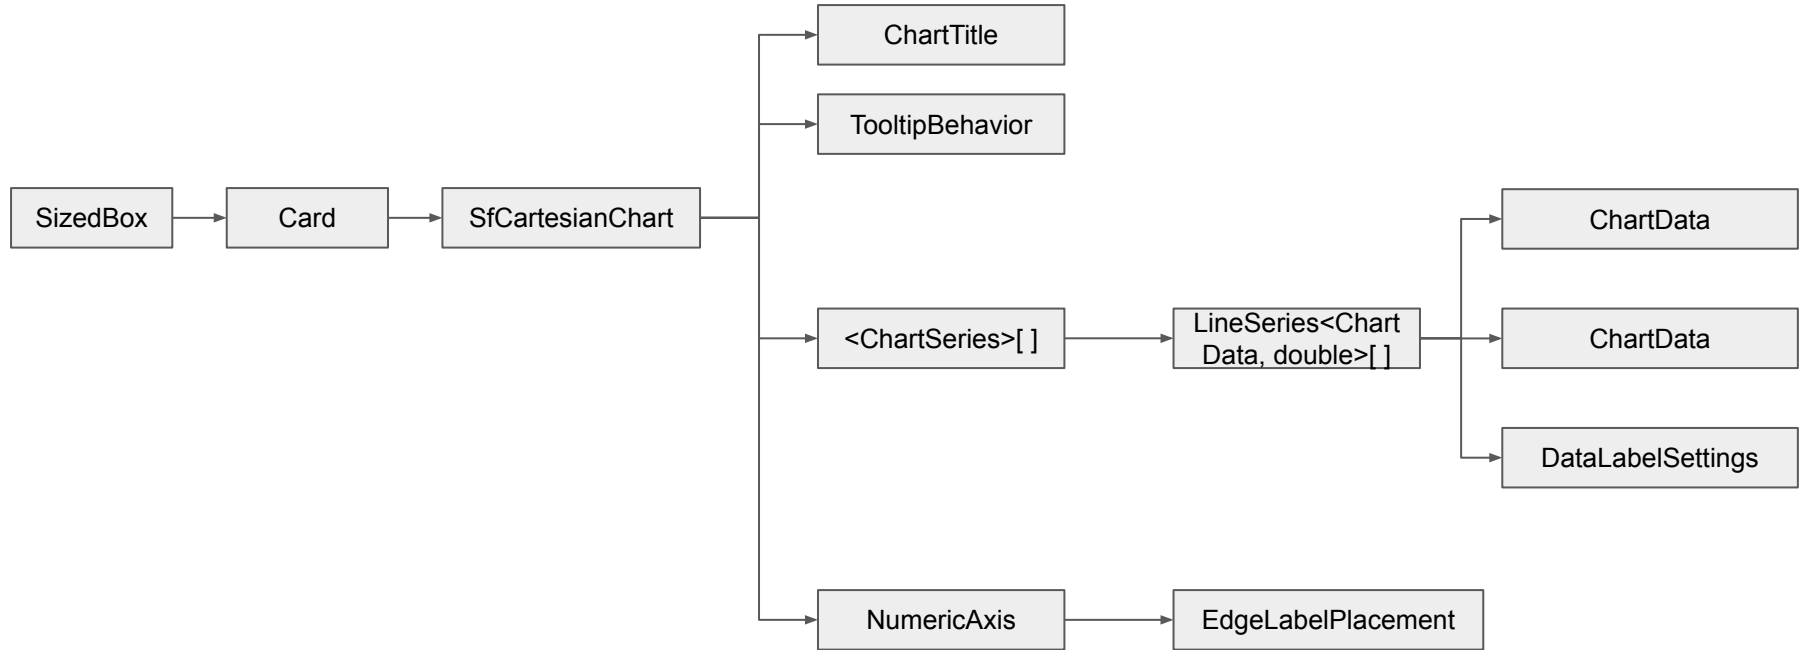 ChartTitle
TooltipBehavior
SizedBox
Card
SfCartesianChart
ChartData
<ChartSeries>[ ]
LineSeries<Chart
Data, double>[ ]
ChartData
DataLabelSettings
NumericAxis
EdgeLabelPlacement